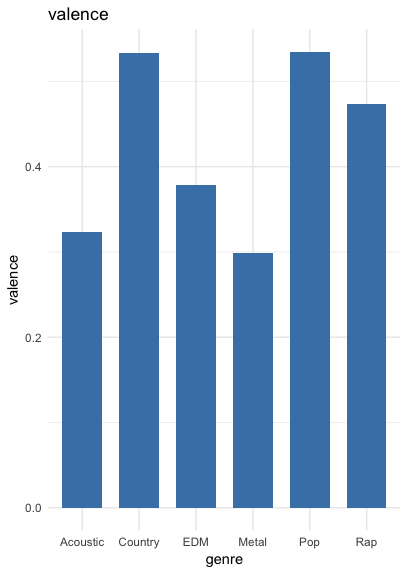 valence
valence
0.4
0.2
0.0
Acoustic Country EDM Metal Pop Rap
genre